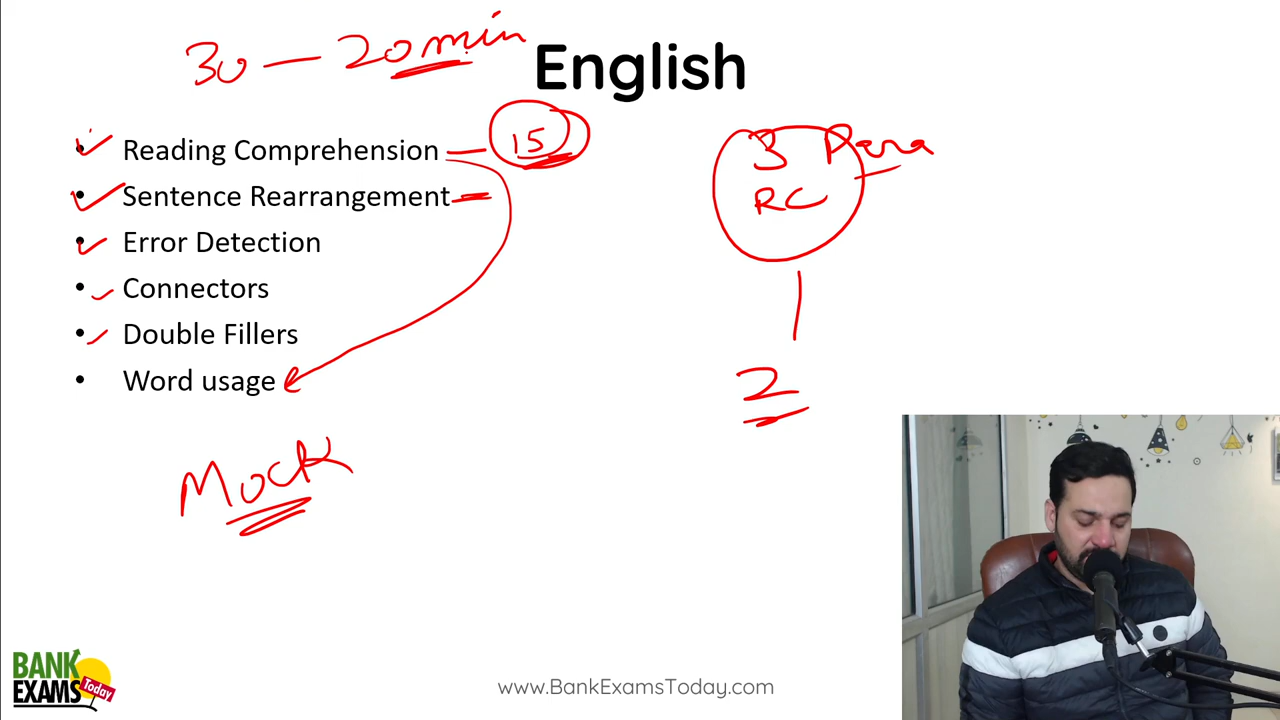 30 — 20 min
English
• Reading Comprehension — 15
• Sentence Rearrangement —
• Error Detection
• Connectors
• Double Fillers
• Word usage
3 Para
RC
2
Mock
BANK
EXAMS
Today
www.BankExamsToday.com